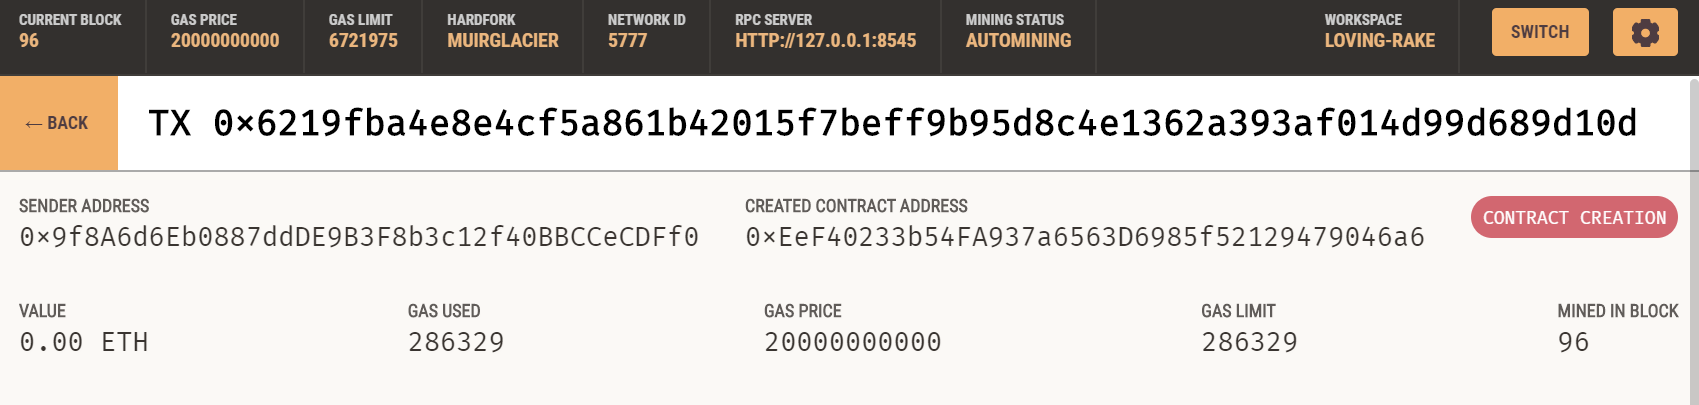 CURRENT BLOCK GAS PRICE GAS LIMIT HARDFORK NETWORK ID RPC SERVER MINING STATUS WORKSPACE
96 20000000000 6721975 MUIRGLACIER 5777 HTTP://127.0.0.1:8545 AUTOMINING LOVING-RAKE SWITCH
← BACK TX 0×6219fba4e8e4cf5a861b42015f7beff9b95d8c4e1362a393af014d99d689d10d
SENDER ADDRESS CREATED CONTRACT ADDRESS
0×9f8A6d6Eb0887ddDE9B3F8b3c12f40BBCCeCDFf0 0×EeF40233b54FA937a6563D6985f52129479046a6 CONTRACT CREATION
VALUE GAS USED GAS PRICE GAS LIMIT MINED IN BLOCK
0.00 ETH 286329 20000000000 286329 96